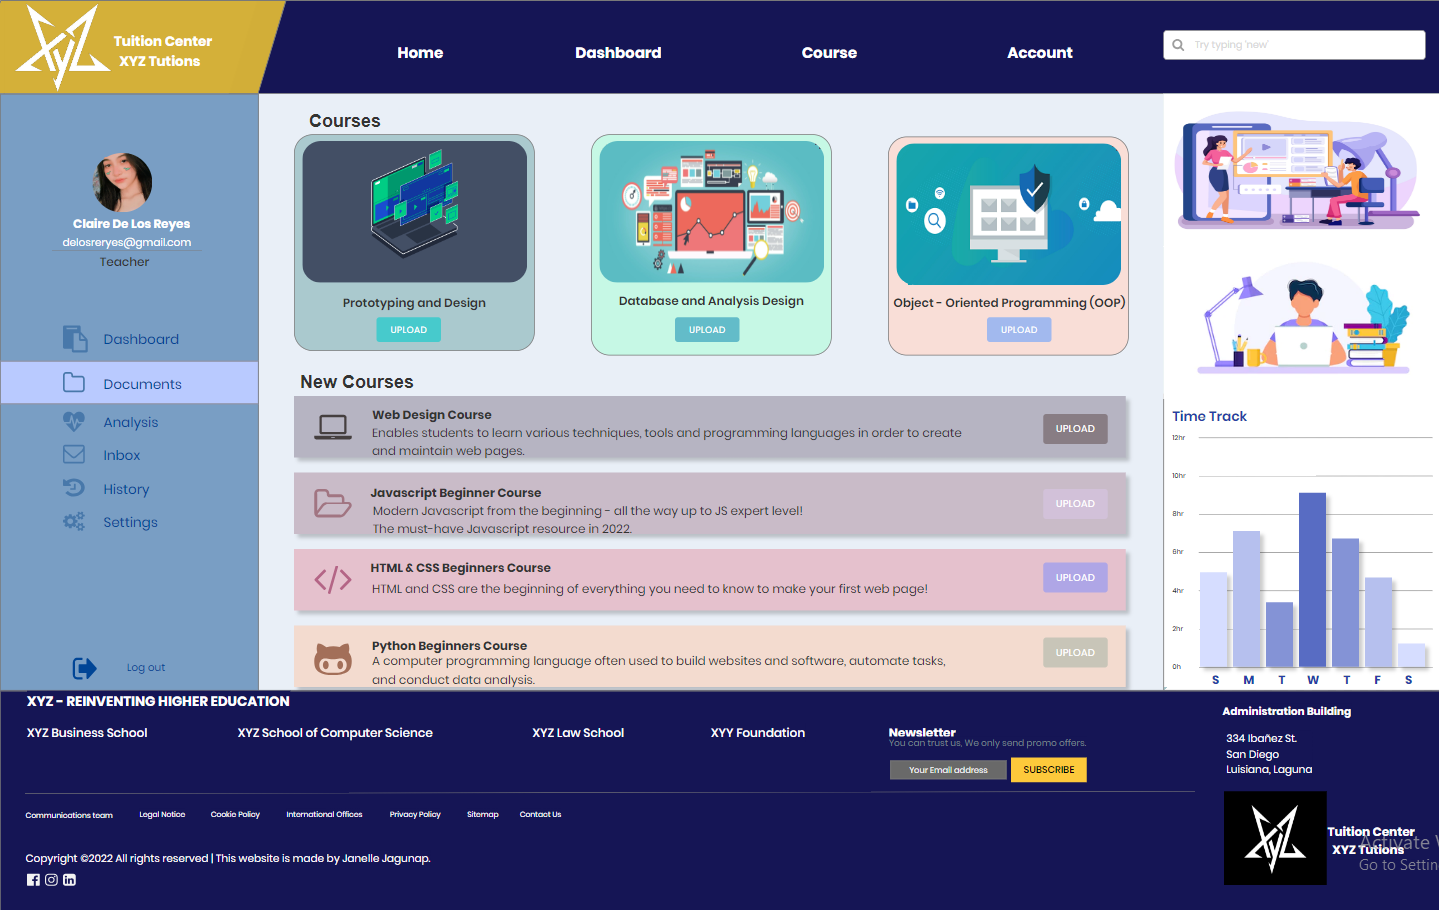 Tuition Center
XYZ Tutions
Home
Dashboard
Course
Account
Try typing 'new'
Claire De Los Reyes
delosreryes@gmail.com
Teacher
Dashboard
Documents
Analysis
Inbox
History
Settings
Log out
Courses
Prototyping and Design
UPLOAD
Database and Analysis Design
UPLOAD
Object - Oriented Programming (OOP)
UPLOAD
New Courses
Web Design Course
Enables students to learn various techniques, tools and programming languages in order to create
and maintain web pages.
UPLOAD
Javascript Beginner Course
Modern Javascript from the beginning - all the way up to JS expert level!
The must-have Javascript resource in 2022.
UPLOAD
HTML & CSS Beginners Course
HTML and CSS are the beginning of everything you need to know to make your first web page!
UPLOAD
Python Beginners Course
A computer programming language often used to build websites and software, automate tasks,
and conduct data analysis.
UPLOAD
Time Track
12hr
10hr
8hr
6hr
4hr
2hr
0h
S M T W T F S
XYZ - REINVENTING HIGHER EDUCATION
XYZ Business School
XYZ School of Computer Science
XYZ Law School
XYY Foundation
Newsletter
You can trust us, We only send promo offers.
Your Email address
SUBSCRIBE
Administration Building
334 Ibañez St.
San Diego
Luisiana, Laguna
Communications team
Legal Notice
Cookie Policy
International Offices
Privacy Policy
Sitemap
Contact Us
Copyright ©2022 All rights reserved | This website is made by Janelle Jagunap.
Tuition Center
XYZ Tutions
Activate
Go to Settin